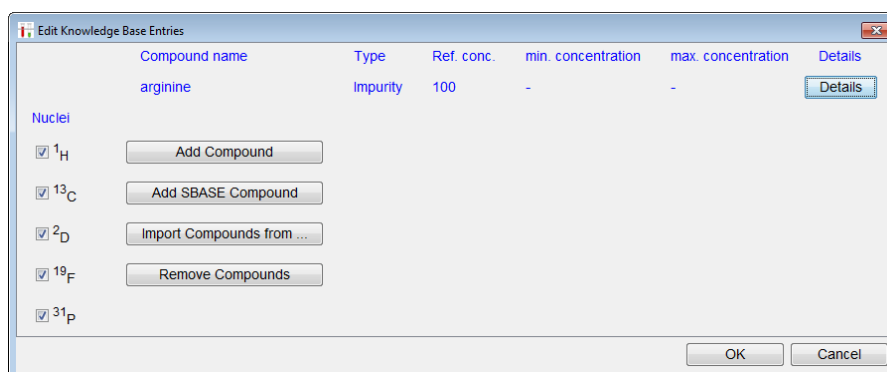 Edit Knowledge Base Entries
Compound name Type Ref. conc. min. concentration max. concentration Details
arginine Impurity 100 - - Details
Nuclei
¹H Add Compound
¹³C Add SBASE Compound
²D Import Compounds from ...
¹⁹F Remove Compounds
³¹P
OK Cancel